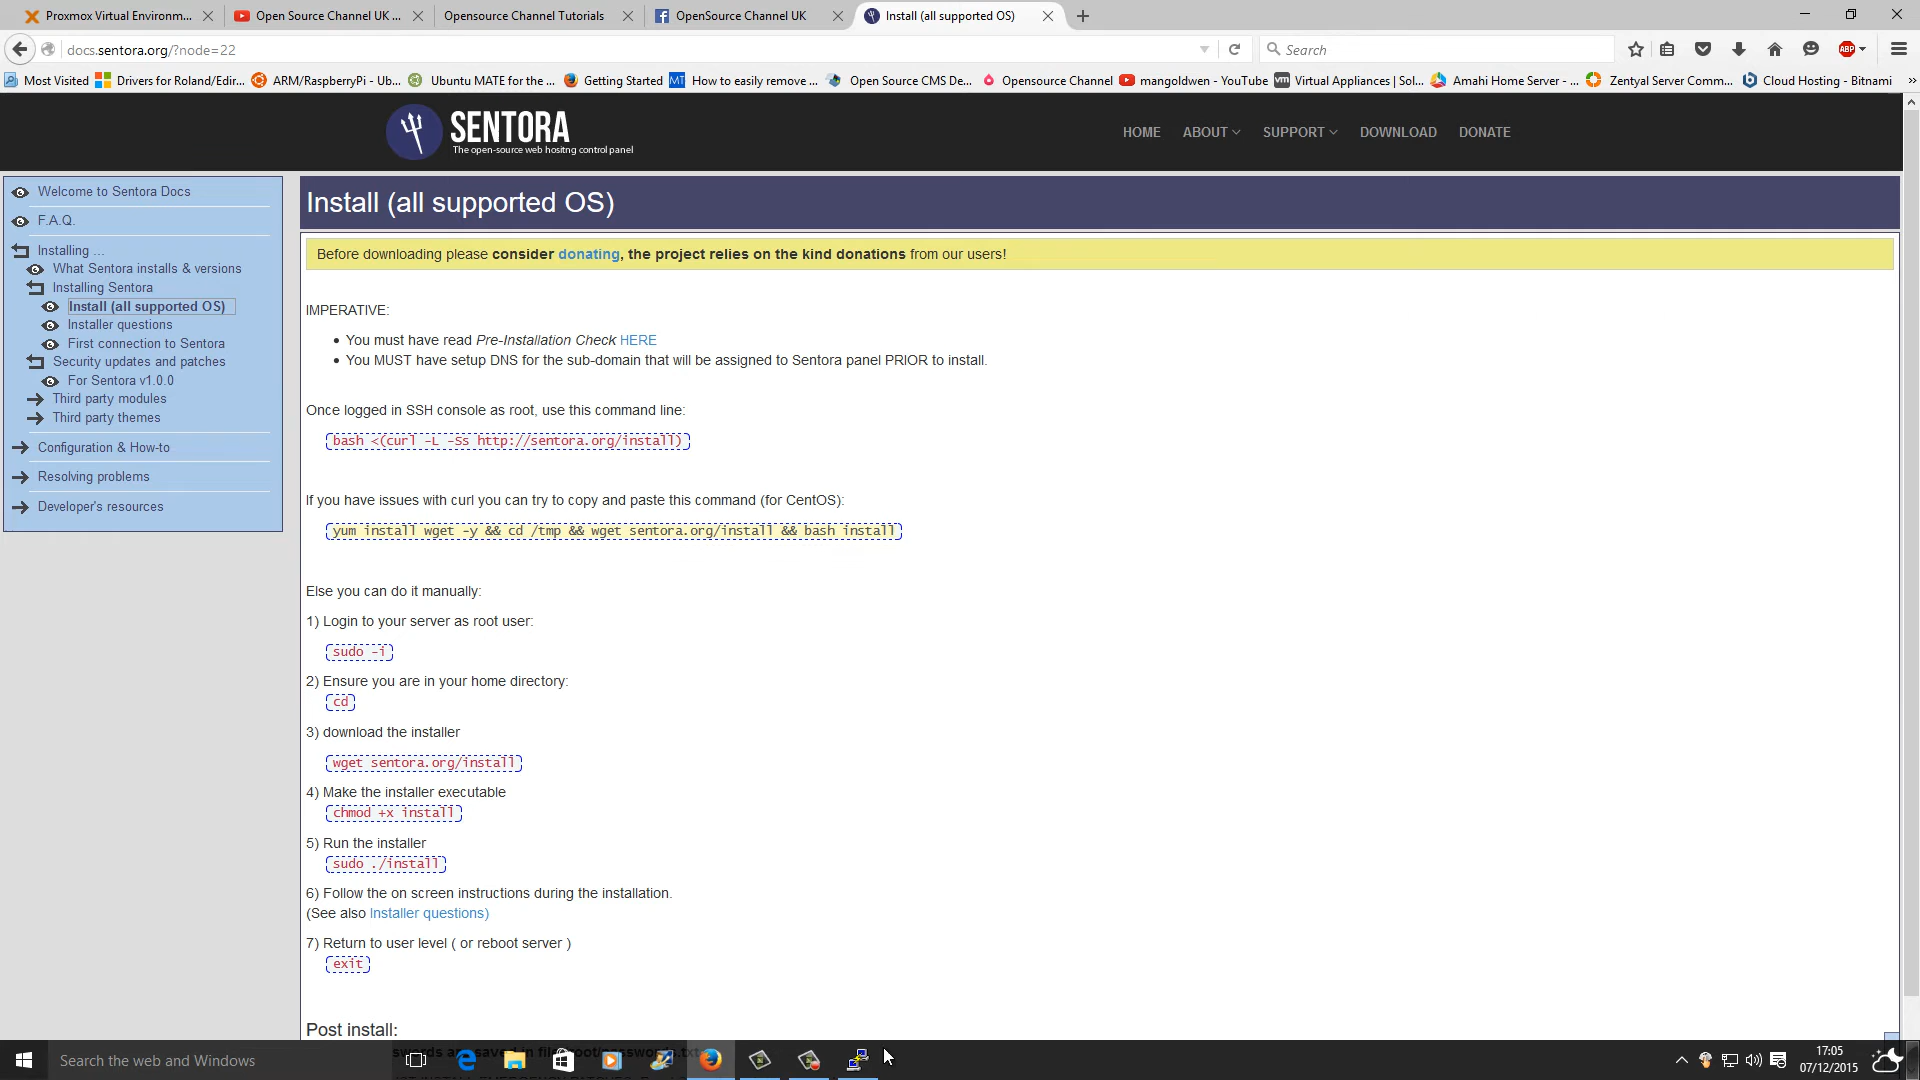 Proxmox Virtual Environm...
Open Source Channel UK ...
Opensource Channel Tutorials
OpenSource Channel UK
Install (all supported OS)
docs.sentora.org/?node=22
Search
ABP
Most Visited
Drivers for Roland/Edir...
ARM/RaspberryPi - Ub...
Ubuntu MATE for the ...
Getting Started
MT
How to easily remove ...
Open Source CMS De...
Opensource Channel
mangoldwen - YouTube
vm
Virtual Appliances | Sol...
Amahi Home Server - ...
Zentyal Server Comm...
Cloud Hosting - Bitnami
SENTORA
The open-source web hositng control panel
HOME
ABOUT
SUPPORT
DOWNLOAD
DONATE
Welcome to Sentora Docs
F.A.Q.
Installing ...
What Sentora installs & versions
Installing Sentora
Install (all supported OS)
Installer questions
First connection to Sentora
Security updates and patches
For Sentora v1.0.0
Third party modules
Third party themes
Configuration & How-to
Resolving problems
Developer's resources
Install (all supported OS)
Before downloading please consider donating, the project relies on the kind donations from our users!
IMPERATIVE:
You must have read Pre-Installation Check HERE
You MUST have setup DNS for the sub-domain that will be assigned to Sentora panel PRIOR to install.
Once logged in SSH console as root, use this command line:
bash <(curl -L -Ss http://sentora.org/install)
If you have issues with curl you can try to copy and paste this command (for CentOS):
yum install wget -y && cd /tmp && wget sentora.org/install && bash install
Else you can do it manually:
1) Login to your server as root user:
sudo -i
2) Ensure you are in your home directory:
cd
3) download the installer
wget sentora.org/install
4) Make the installer executable
chmod +x install
5) Run the installer
sudo ./install
6) Follow the on screen instructions during the installation.
(See also Installer questions)
7) Return to user level ( or reboot server )
exit
Post install:
Search the web and Windows
17:05
07/12/2015